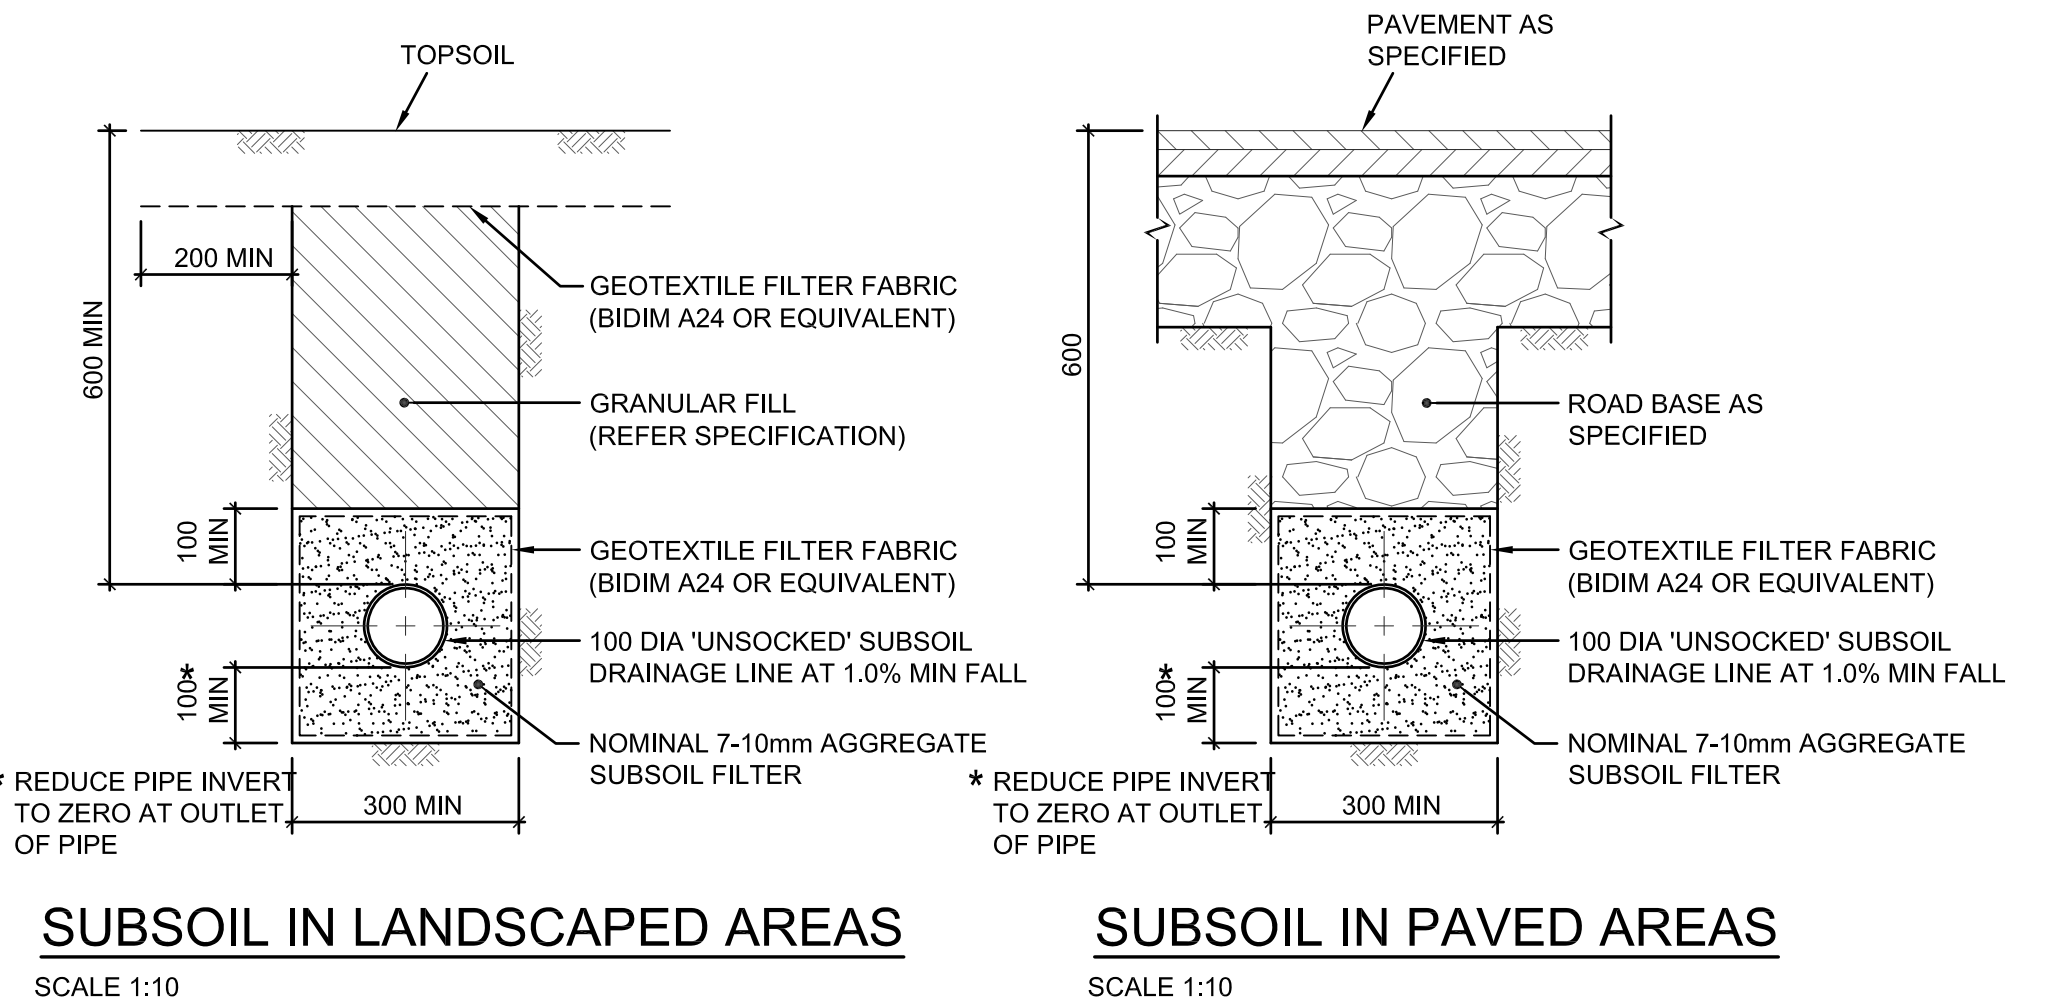 TOPSOIL
200 MIN
600 MIN
GEOTEXTILE FILTER FABRIC
(BIDIM A24 OR EQUIVALENT)
GRANULAR FILL
(REFER SPECIFICATION)
100
MIN
GEOTEXTILE FILTER FABRIC
(BIDIM A24 OR EQUIVALENT)
100 DIA 'UNSOCKED' SUBSOIL
DRAINAGE LINE AT 1.0% MIN FALL
100*
MIN
NOMINAL 7-10mm AGGREGATE
SUBSOIL FILTER
* REDUCE PIPE INVERT
TO ZERO AT OUTLET
OF PIPE
300 MIN
SUBSOIL IN LANDSCAPED AREAS
SCALE 1:10
PAVEMENT AS
SPECIFIED
600
ROAD BASE AS
SPECIFIED
100
MIN
GEOTEXTILE FILTER FABRIC
(BIDIM A24 OR EQUIVALENT)
100 DIA 'UNSOCKED' SUBSOIL
DRAINAGE LINE AT 1.0% MIN FALL
100*
MIN
NOMINAL 7-10mm AGGREGATE
SUBSOIL FILTER
* REDUCE PIPE INVERT
TO ZERO AT OUTLET
OF PIPE
300 MIN
SUBSOIL IN PAVED AREAS
SCALE 1:10